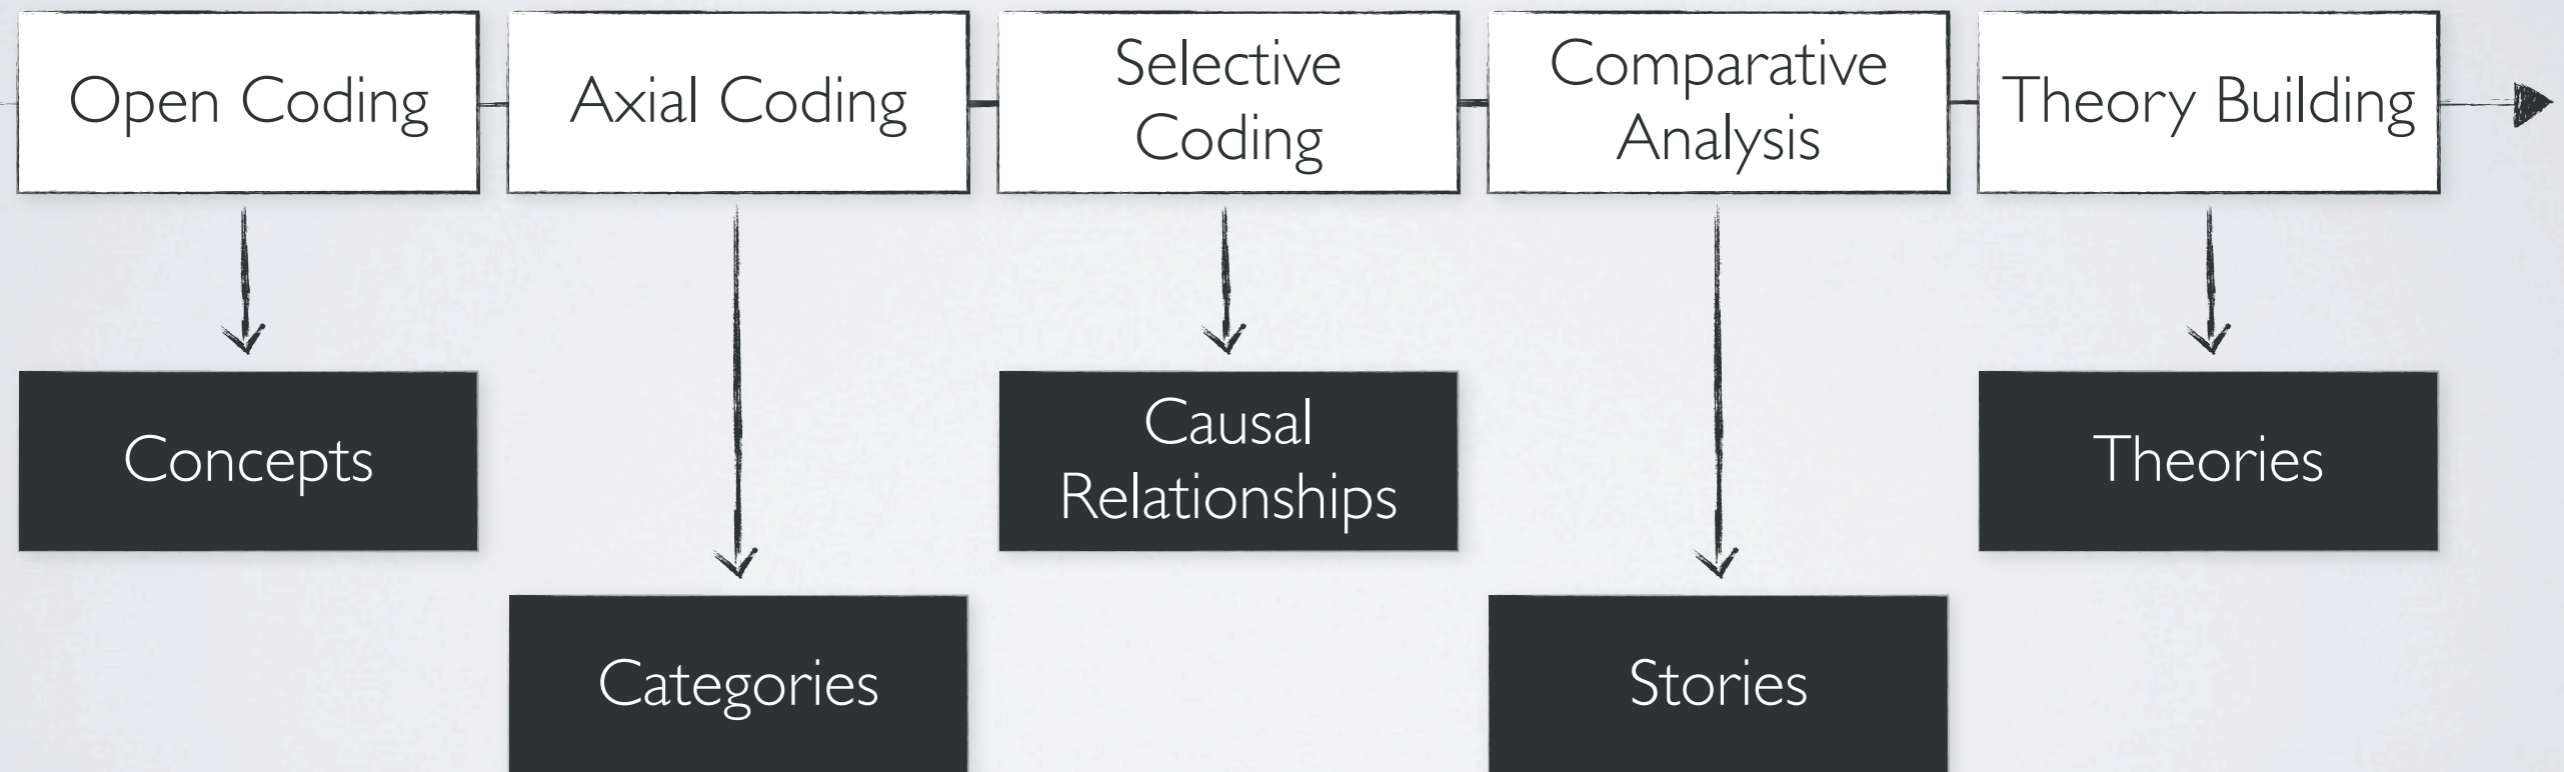 Open Coding
Axial Coding
Selective
Coding
Comparative
Analysis
Theory Building
Concepts
Causal
Relationships
Theories
Categories
Stories